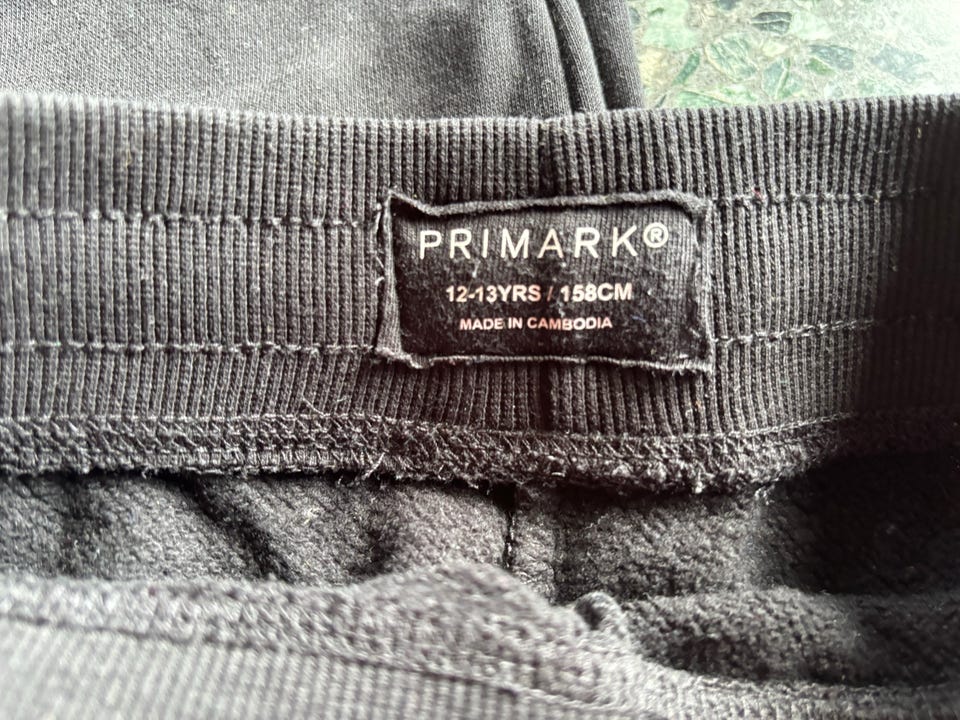 PRIMARK®
12-13YRS / 158CM
MADE IN CAMBODIA